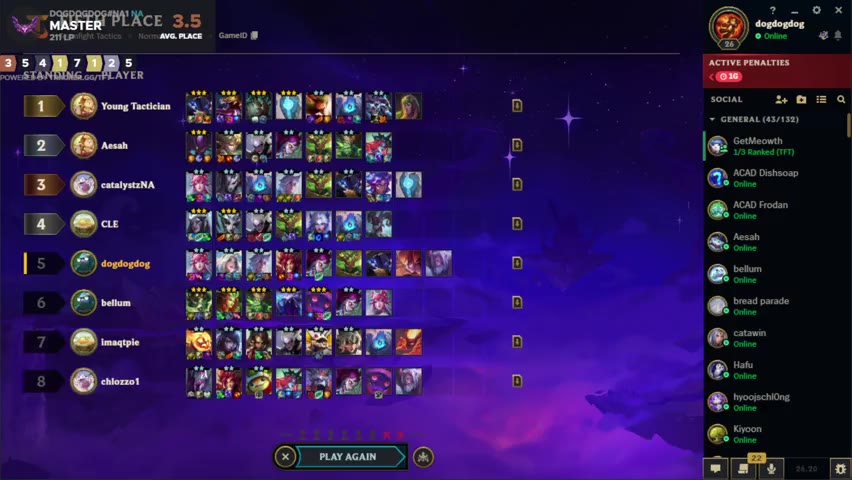 DOGDOGDOG#NA1 NA
MASTER
211 LP
FIFTH PLACE
3.5
AVG. PLACE
GameID
3 5 4 1 7 1 2 5
STANDING PLAYER
1 Young Tactician
2 Aesah
3 catalystzNA
4 CLE
5 dogdogdog
6 bellum
7 imaqtpie
8 chlozzo1
PLAY AGAIN
dogdogdog
Online
26
ACTIVE PENALTIES
16
SOCIAL
GENERAL (43/132)
GetMeowth
1/3 Ranked (TFT)
ACAD Dishsoap
Online
ACAD Frodan
Online
Aesah
Online
bellum
Online
bread parade
Online
catawin
Online
Hafu
Online
hyoojschl0ng
Online
Kiyoon
Online
22